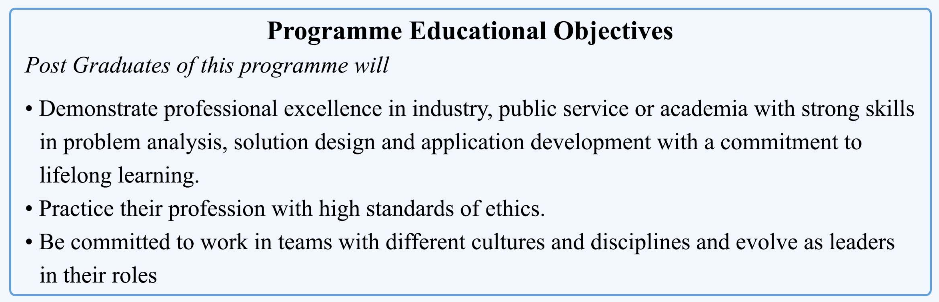 Programme Educational Objectives
Post Graduates of this programme will
• Demonstrate professional excellence in industry, public service or academia with strong skills
in problem analysis, solution design and application development with a commitment to
lifelong learning.
• Practice their profession with high standards of ethics.
• Be committed to work in teams with different cultures and disciplines and evolve as leaders
in their roles